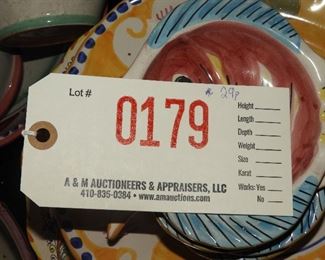 Lot #
0179
29p
Height
Length
Depth
Weight
Size
Karat
Works: Yes
No
A & M AUCTIONEERS & APPRAISERS, LLC
410-835-0384 • www.amauctions.com